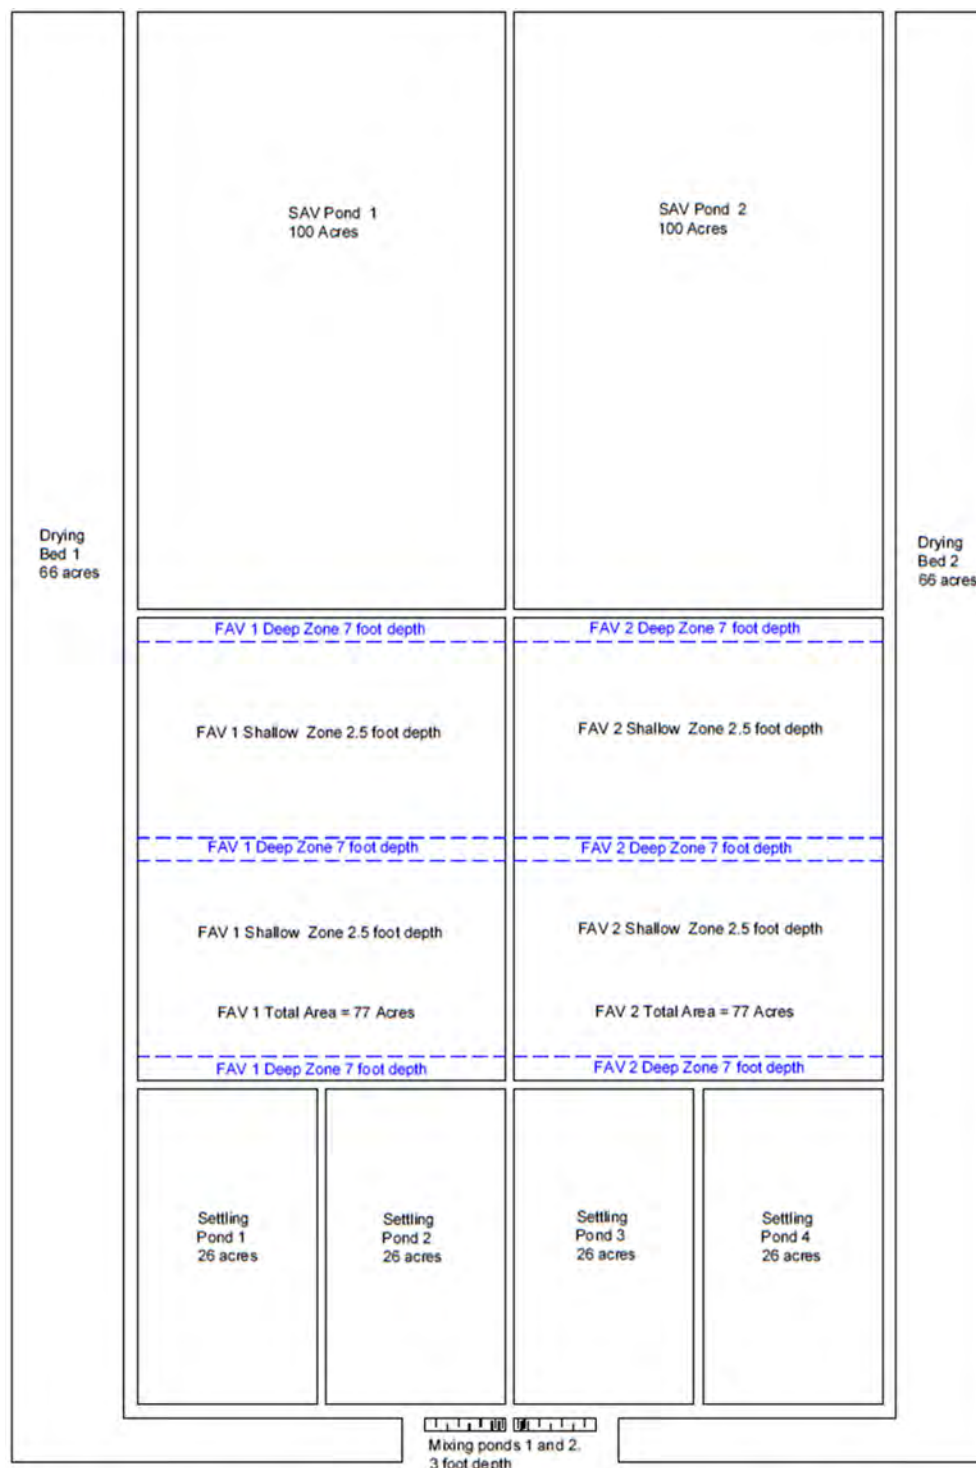 SAV Pond 1
100 Acres
SAV Pond 2
100 Acres
Drying
Bed 1
66 acres
Drying
Bed 2
66 acres
FAV 1 Deep Zone 7 foot depth
FAV 2 Deep Zone 7 foot depth
FAV 1 Shallow Zone 2.5 foot depth
FAV 2 Shallow Zone 2.5 foot depth
FAV 1 Deep Zone 7 foot depth
FAV 2 Deep Zone 7 foot depth
FAV 1 Shallow Zone 2.5 foot depth
FAV 2 Shallow Zone 2.5 foot depth
FAV 1 Total Area = 77 Acres
FAV 2 Total Area = 77 Acres
FAV 1 Deep Zone 7 foot depth
FAV 2 Deep Zone 7 foot depth
Settling
Pond 1
26 acres
Settling
Pond 2
26 acres
Settling
Pond 3
26 acres
Settling
Pond 4
26 acres
Mixing ponds 1 and 2.
3 foot depth